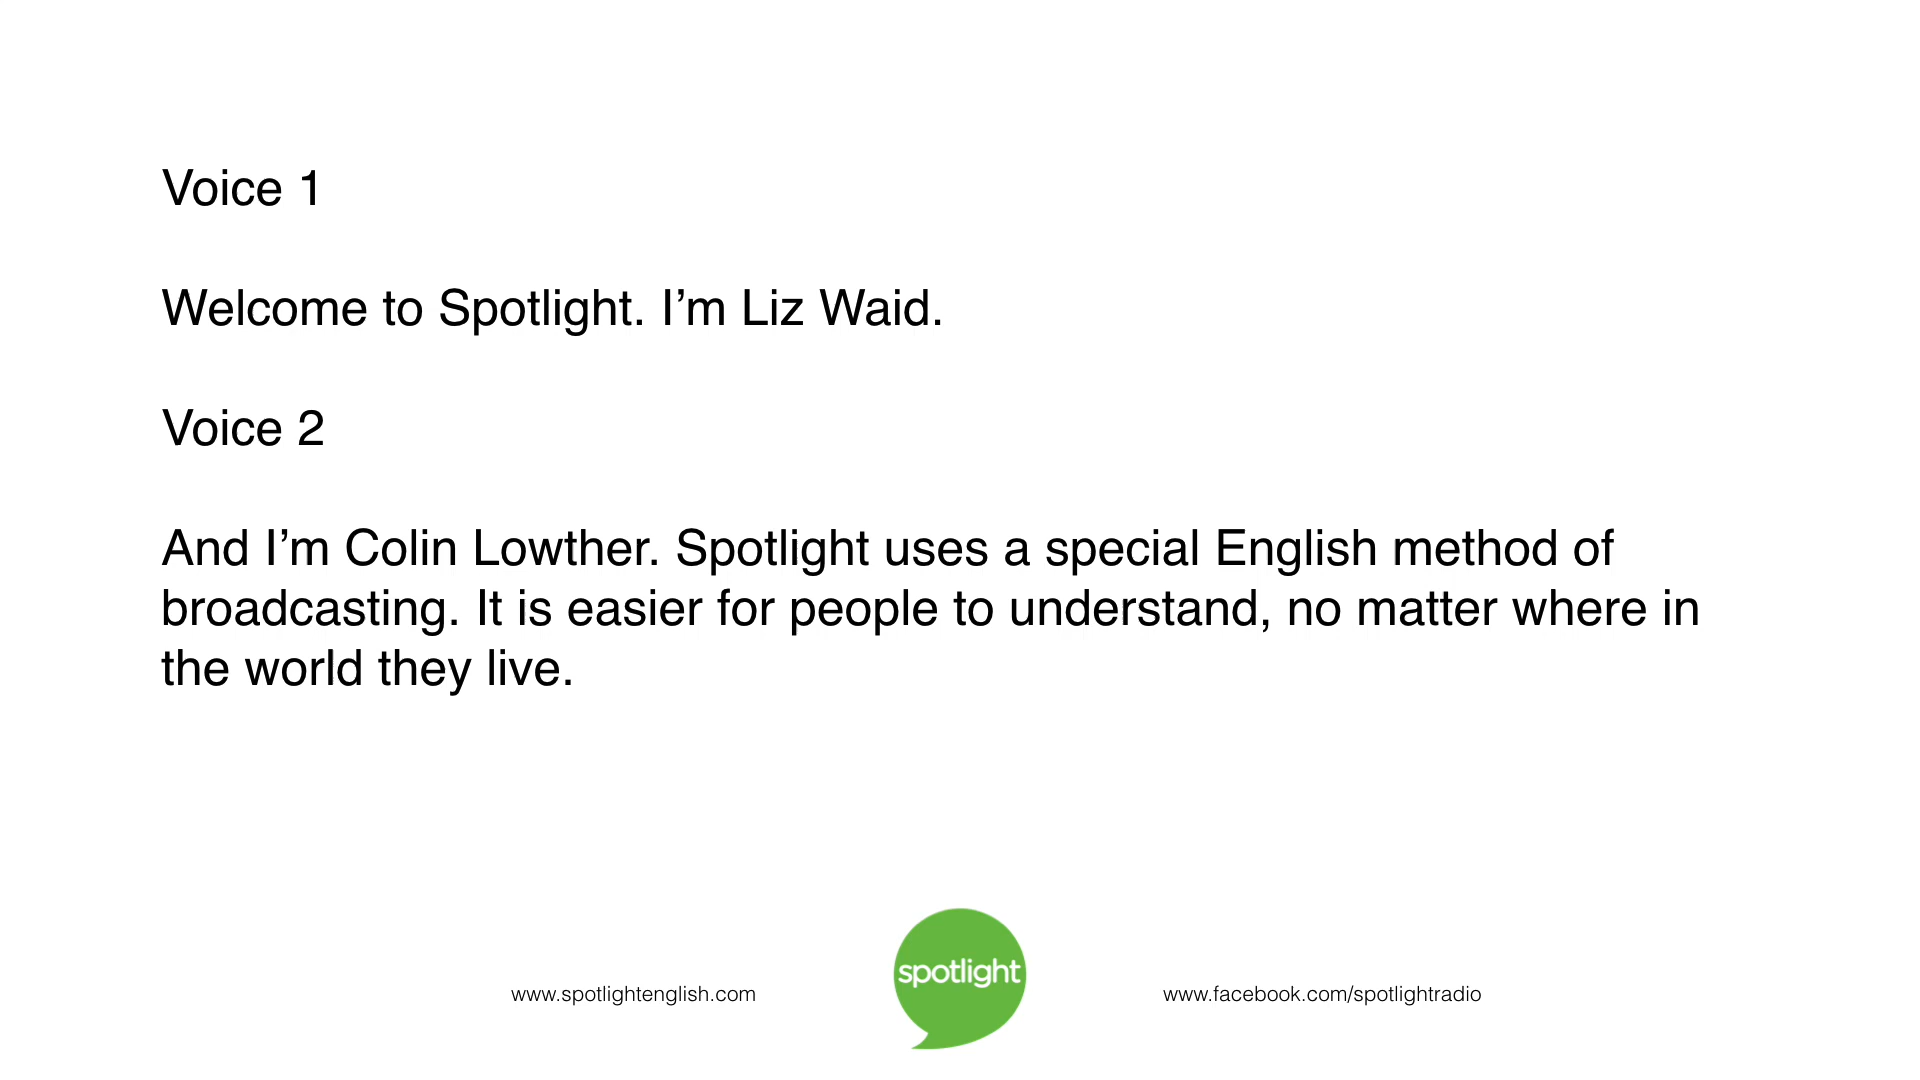 Voice 1
Welcome to Spotlight. I’m Liz Waid.
Voice 2
And I’m Colin Lowther. Spotlight uses a special English method of
broadcasting. It is easier for people to understand, no matter where in
the world they live.
www.spotlightenglish.com
spotlight
www.facebook.com/spotlightradio